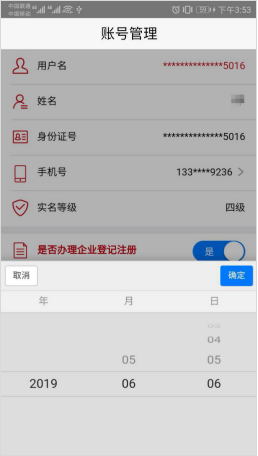 中国联通
中国移动
下午3:53
账号管理
用户名 **************5016
姓名
身份证号 **************5016
手机号 133****9236
实名等级 四级
是否办理企业登记注册 是
取消 确定
年 月 日
04
05 05
2019 06 06